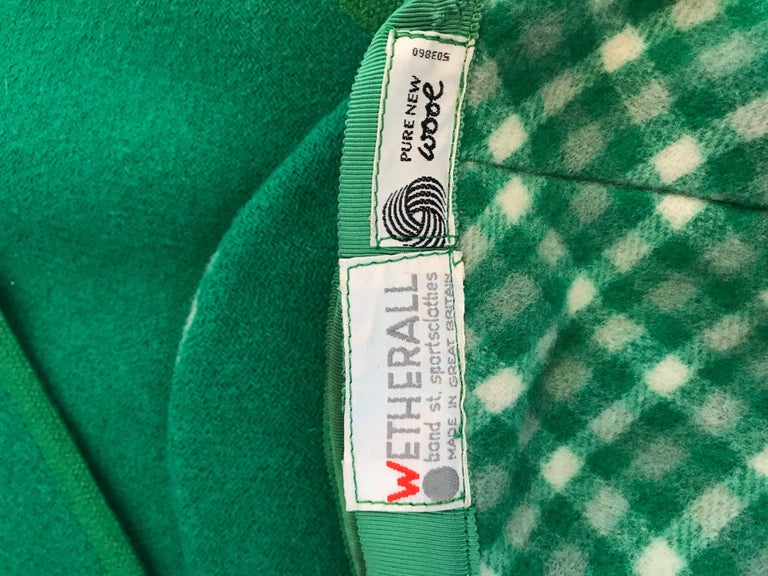 503860
PURE NEW
wool
WETHERALL
bond st. sportsclothes
MADE IN GREAT BRITAIN